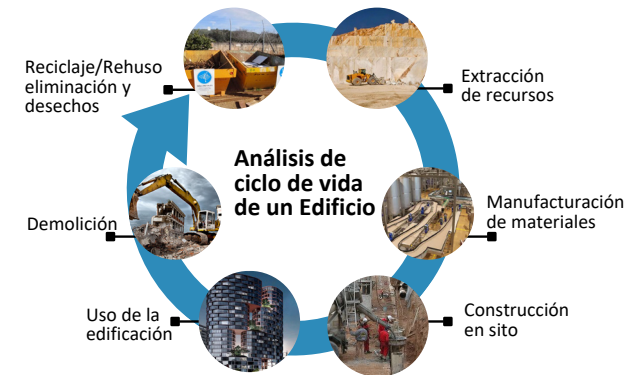 Análisis de
ciclo de vida
de un Edificio
Extracción
de recursos
Manufacturación
de materiales
Construcción
en sito
Uso de la
edificación
Demolición
Reciclaje/Rehuso
eliminación y
desechos